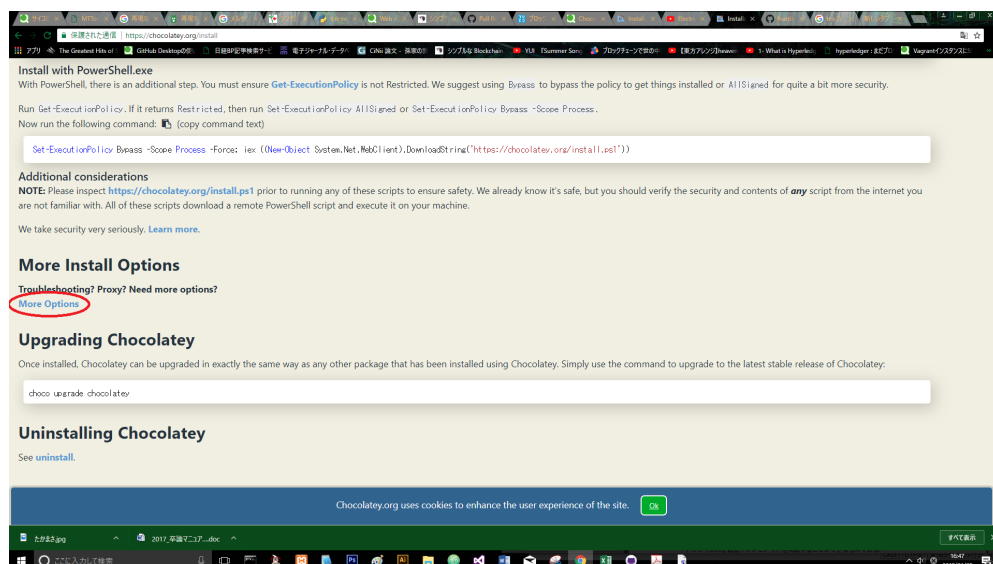 保護された通信 | https://chocolatey.org/install
アプリ The Greatest Hits of GitHub Desktopの使 日経BP記事検索サービ 電子ジャーナル・データベ CiNii 論文 - 孫家の形 シンプルな Blockchain YUI 『Summer Song ブロックチェーンで世の中 【東方アレンジ】heaven 1- What is Hyperledg hyperledger : まだブロ Vagrantインスタンスにシ
Install with PowerShell.exe
With PowerShell, there is an additional step. You must ensure Get-ExecutionPolicy is not Restricted. We suggest using Bypass to bypass the policy to get things installed or AllSigned for quite a bit more security.
Run Get-ExecutionPolicy. If it returns Restricted, then run Set-ExecutionPolicy AllSigned or Set-ExecutionPolicy Bypass -Scope Process.
Now run the following command: (copy command text)
Set-ExecutionPolicy Bypass -Scope Process -Force; iex ((New-Object System.Net.WebClient).DownloadString('https://chocolatey.org/install.ps1'))
Additional considerations
NOTE: Please inspect https://chocolatey.org/install.ps1 prior to running any of these scripts to ensure safety. We already know it's safe, but you should verify the security and contents of any script from the internet you
are not familiar with. All of these scripts download a remote PowerShell script and execute it on your machine.
We take security very seriously. Learn more.
More Install Options
Troubleshooting? Proxy? Need more options?
More Options
Upgrading Chocolatey
Once installed, Chocolatey can be upgraded in exactly the same way as any other package that has been installed using Chocolatey. Simply use the command to upgrade to the latest stable release of Chocolatey:
choco upgrade chocolatey
Uninstalling Chocolatey
See uninstall.
Chocolatey.org uses cookies to enhance the user experience of the site. Ok
たかまさ.jpg 2017_卒論マニュア....doc すべて表示
ここに入力して検索 16:47